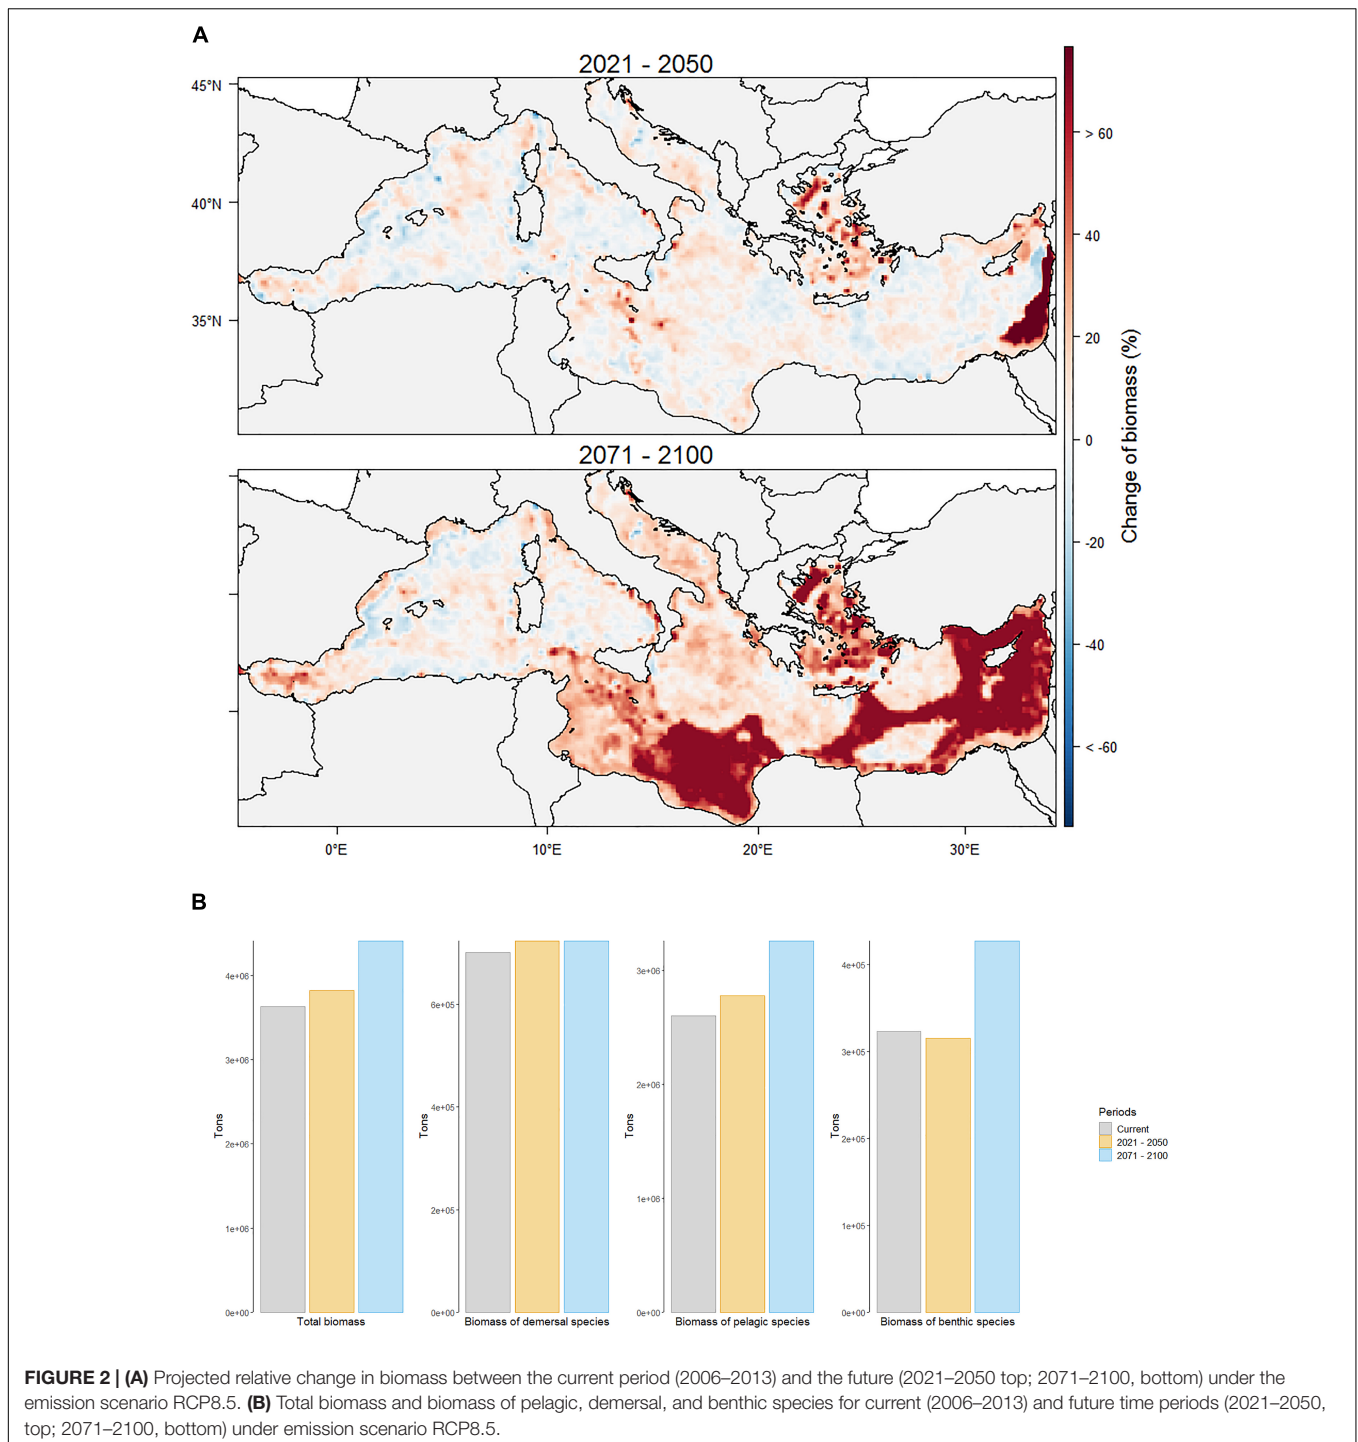 A
2021 - 2050
45°N
40°N
35°N
> 60
40
20
0
-20
-40
< -60
Change of biomass (%)
2071 - 2100
0°E
10°E
20°E
30°E
B
4e+06
3e+06
2e+06
1e+06
0e+00
Tons
Total biomass
6e+05
4e+05
2e+05
0e+00
Tons
Biomass of demersal species
3e+06
2e+06
1e+06
0e+00
Tons
Biomass of pelagic species
4e+05
3e+05
2e+05
1e+05
0e+00
Tons
Biomass of benthic species
Periods
Current
2021 - 2050
2071 - 2100
FIGURE 2 | (A) Projected relative change in biomass between the current period (2006–2013) and the future (2021–2050 top; 2071–2100, bottom) under the
emission scenario RCP8.5. (B) Total biomass and biomass of pelagic, demersal, and benthic species for current (2006–2013) and future time periods (2021–2050,
top; 2071–2100, bottom) under emission scenario RCP8.5.